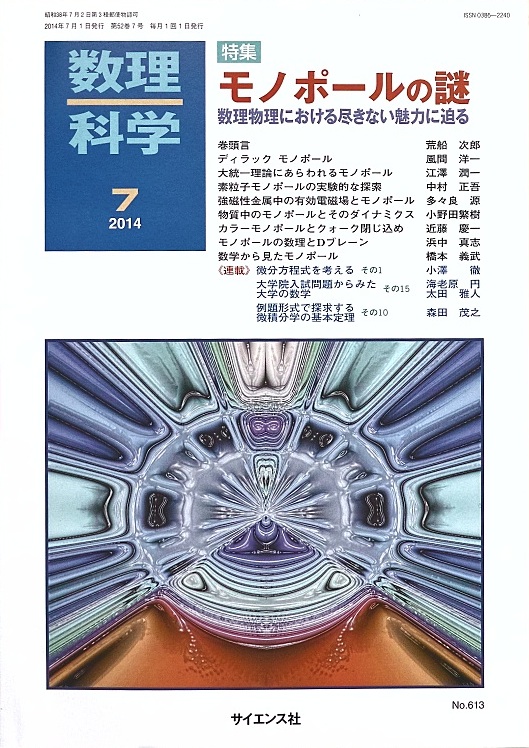 昭和38年7月2日第3種郵便物認可
2014年7月1日発行 第52巻7号 毎月1回1日発行
ISSN 0385-2240
数理科学
7
2014
特集
モノポールの謎
数理物理における尽きない魅力に迫る
巻頭言 荒船 次郎
ディラック モノポール 風間 洋一
大統一理論にあらわれるモノポール 江澤 潤一
素粒子モノポールの実験的な探索 中村 正吾
強磁性金属中の有効電磁場とモノポール 多々良 源
物質中のモノポールとそのダイナミクス 小野田繁樹
カラーモノポールとクォーク閉じ込め 近藤 慶一
モノポールの数理とDブレーン 浜中 真志
数学から見たモノポール 橋本 義武
《連載》 微分方程式を考える その1 小澤 徹
大学院入試問題からみた 海老原 円
大学の数学 その15 太田 雅人
例題形式で探求する
微積分学の基本定理 その10 森田 茂之
No.613
サイエンス社